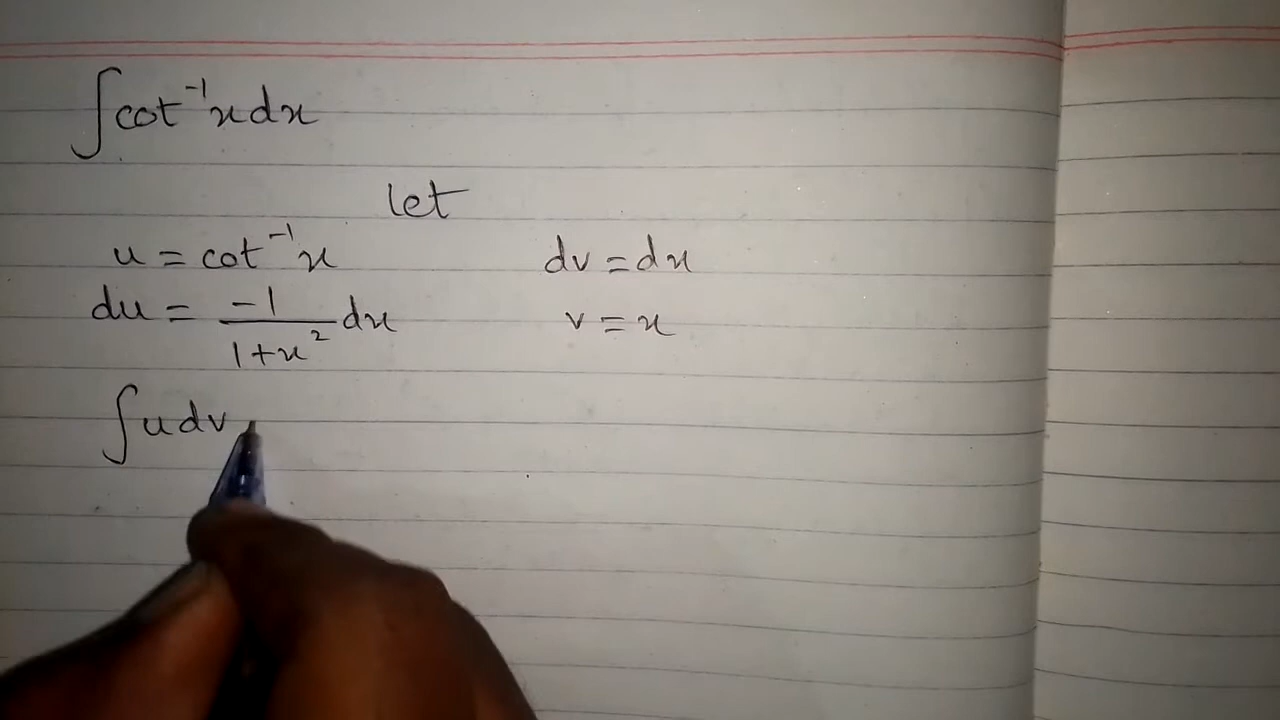 ∫cot⁻¹x dx
let
u = cot⁻¹x dv = dx
du = -1/(1+x²) dx v = x
∫u dv